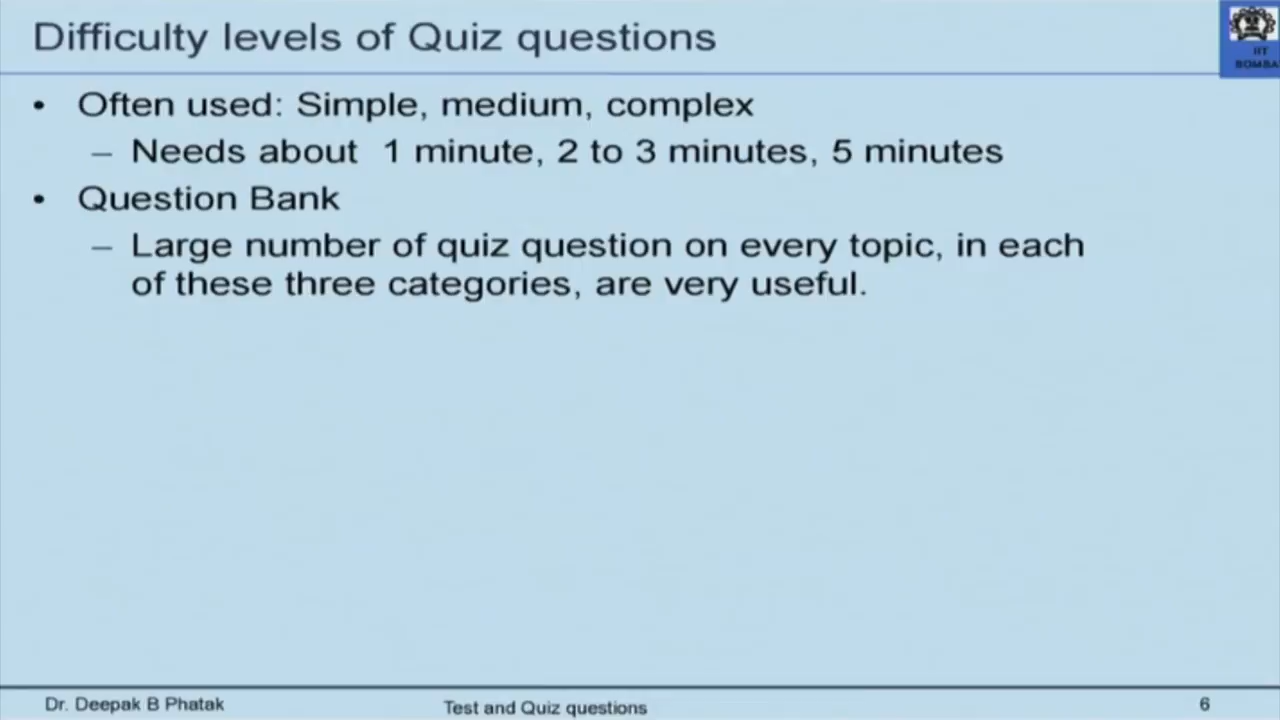 Difficulty levels of Quiz questions
IIT
BOMBA
• Often used: Simple, medium, complex
– Needs about 1 minute, 2 to 3 minutes, 5 minutes
• Question Bank
– Large number of quiz question on every topic, in each
of these three categories, are very useful.
Dr. Deepak B Phatak
Test and Quiz questions
6